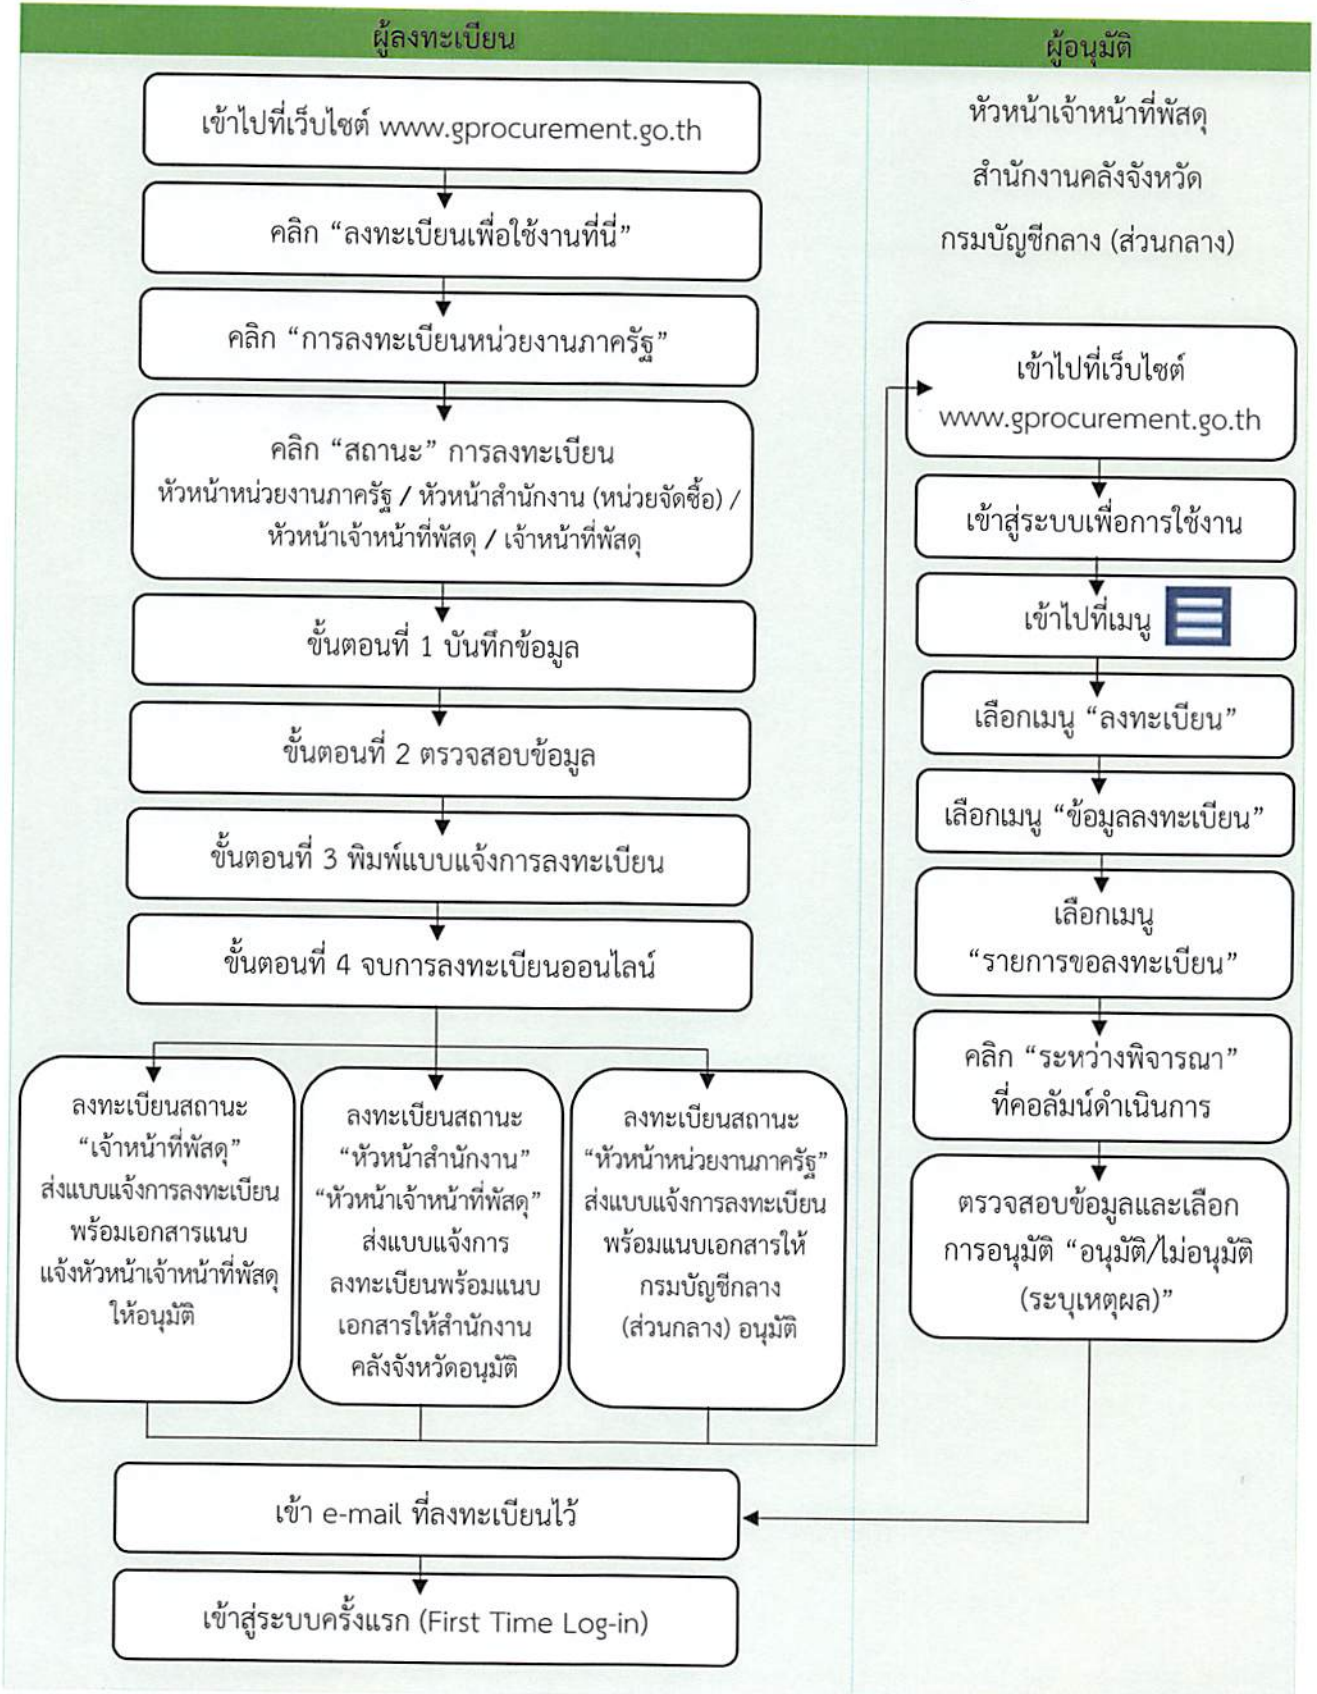 ผู้ลงทะเบียน
เข้าไปที่เว็บไซต์ www.gprocurement.go.th
คลิก “ลงทะเบียนเพื่อใช้งานที่นี่”
คลิก “การลงทะเบียนหน่วยงานภาครัฐ”
คลิก “สถานะ” การลงทะเบียน
หัวหน้าหน่วยงานภาครัฐ / หัวหน้าสำนักงาน (หน่วยจัดซื้อ) /
หัวหน้าเจ้าหน้าที่พัสดุ / เจ้าหน้าที่พัสดุ
ขั้นตอนที่ 1 บันทึกข้อมูล
ขั้นตอนที่ 2 ตรวจสอบข้อมูล
ขั้นตอนที่ 3 พิมพ์แบบแจ้งการลงทะเบียน
ขั้นตอนที่ 4 จบการลงทะเบียนออนไลน์
ลงทะเบียนสถานะ
“เจ้าหน้าที่พัสดุ”
ส่งแบบแจ้งการลงทะเบียน
พร้อมเอกสารแนบ
แจ้งหัวหน้าเจ้าหน้าที่พัสดุ
ให้อนุมัติ
ลงทะเบียนสถานะ
“หัวหน้าสำนักงาน”
“หัวหน้าเจ้าหน้าที่พัสดุ”
ส่งแบบแจ้งการ
ลงทะเบียนพร้อมแนบ
เอกสารให้สำนักงาน
คลังจังหวัดอนุมัติ
ลงทะเบียนสถานะ
“หัวหน้าหน่วยงานภาครัฐ”
ส่งแบบแจ้งการลงทะเบียน
พร้อมแนบเอกสารให้
กรมบัญชีกลาง
(ส่วนกลาง) อนุมัติ
ผู้อนุมัติ
หัวหน้าเจ้าหน้าที่พัสดุ
สำนักงานคลังจังหวัด
กรมบัญชีกลาง (ส่วนกลาง)
เข้าไปที่เว็บไซต์
www.gprocurement.go.th
เข้าสู่ระบบเพื่อการใช้งาน
เข้าไปที่เมนู
เลือกเมนู “ลงทะเบียน”
เลือกเมนู “ข้อมูลลงทะเบียน”
เลือกเมนู
“รายการขอลงทะเบียน”
คลิก “ระหว่างพิจารณา”
ที่คอลัมน์ดำเนินการ
ตรวจสอบข้อมูลและเลือก
การอนุมัติ “อนุมัติ/ไม่อนุมัติ
(ระบุเหตุผล)”
เข้า e-mail ที่ลงทะเบียนไว้
เข้าสู่ระบบครั้งแรก (First Time Log-in)